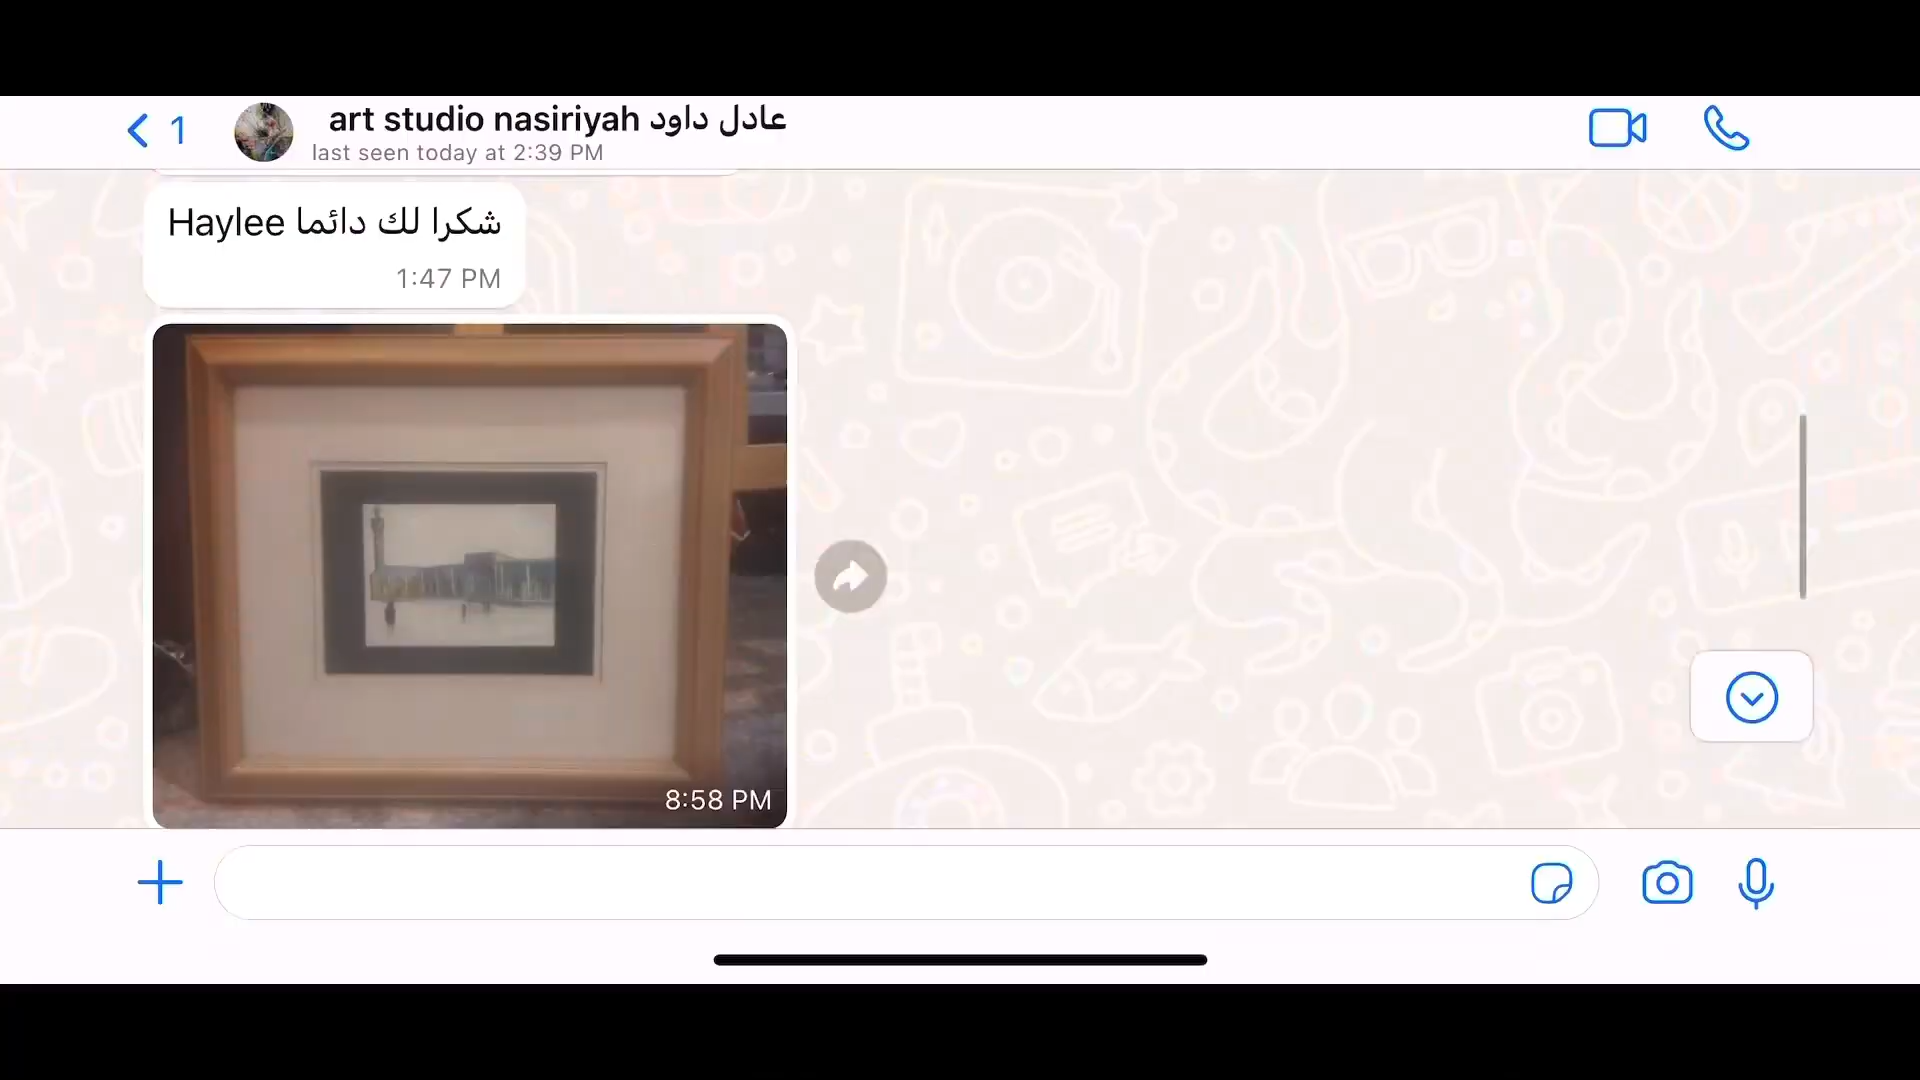 1
art studio nasiriyah عادل داود
last seen today at 2:39 PM
Haylee شكرا لك دائما
1:47 PM
8:58 PM